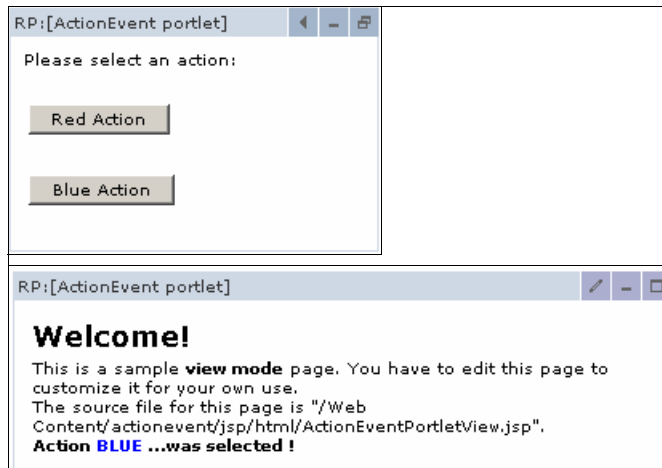 RP:[ActionEvent portlet]
Please select an action:
Red Action
Blue Action
RP:[ActionEvent portlet]
Welcome!
This is a sample view mode page. You have to edit this page to
customize it for your own use.
The source file for this page is "/Web
Content/actionevent/jsp/html/ActionEventPortletView.jsp".
Action BLUE ...was selected !